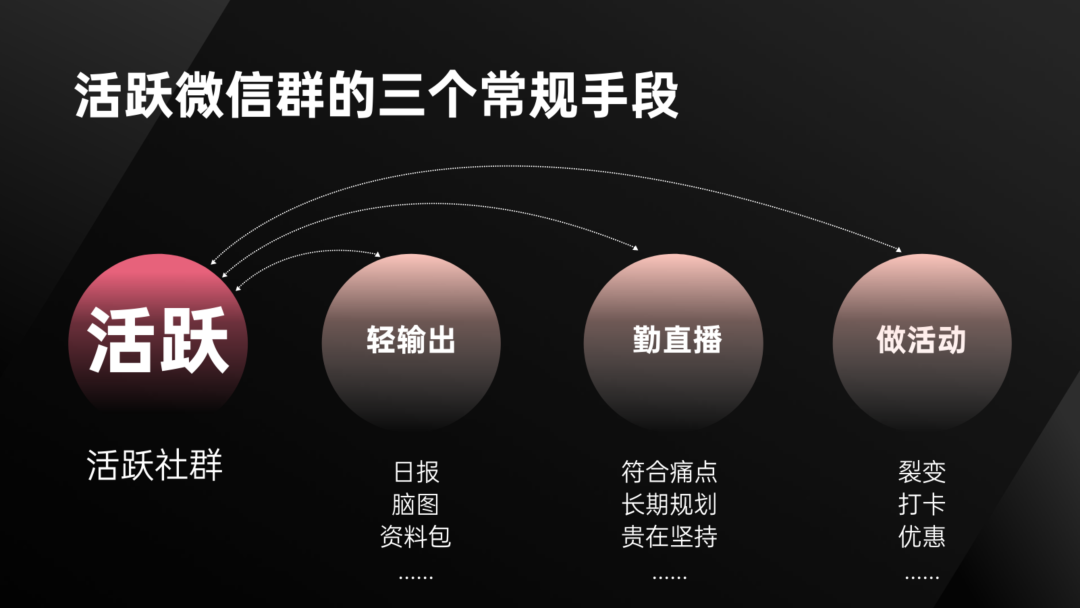 活跃微信群的三个常规手段
活跃
活跃社群
轻输出
日报
脑图
资料包
......
勤直播
符合痛点
长期规划
贵在坚持
......
做活动
裂变
打卡
优惠
......